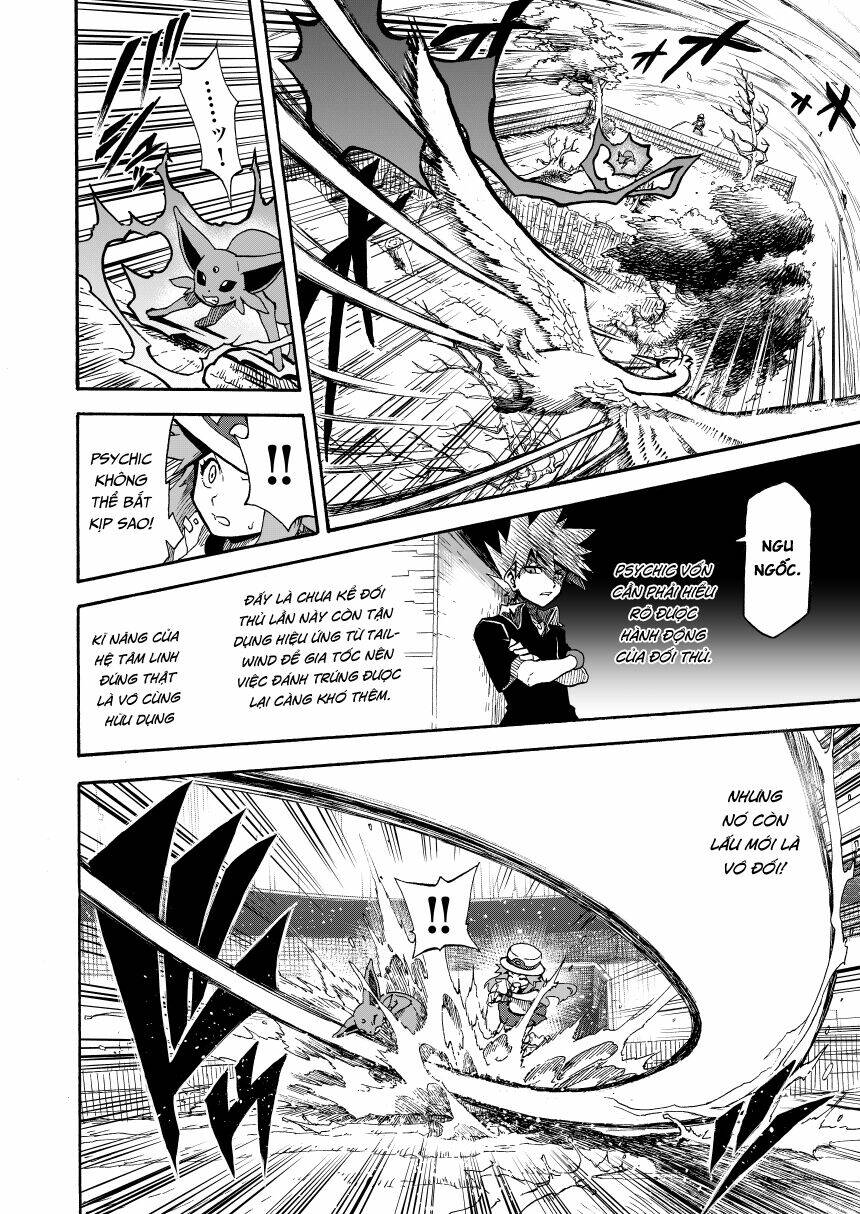 ……ッ!
!!
PSYCHIC
KHÔNG
THỂ BẮT
KỊP SAO!
NGU
NGỐC.
PSYCHIC VỐN
CẦN PHẢI HIỂU
RÕ ĐƯỢC
HÀNH ĐỘNG
CỦA ĐỐI THỦ.
ĐẤY LÀ CHƯA KỂ ĐỐI
THỦ LẦN NÀY CÒN TẬN
DỤNG HIỆU ỨNG TỪ TAIL-
WIND ĐỂ GIA TỐC NÊN
VIỆC ĐÁNH TRÚNG ĐƯỢC
LẠI CÀNG KHÓ THÊM.
KĨ NĂNG CỦA
HỆ TÂM LINH
ĐÚNG THẬT
LÀ VÔ CÙNG
HỮU DỤNG
NHƯNG
NÓ CÒN
LÂU MỚI LÀ
VÔ ĐỐI!
!!